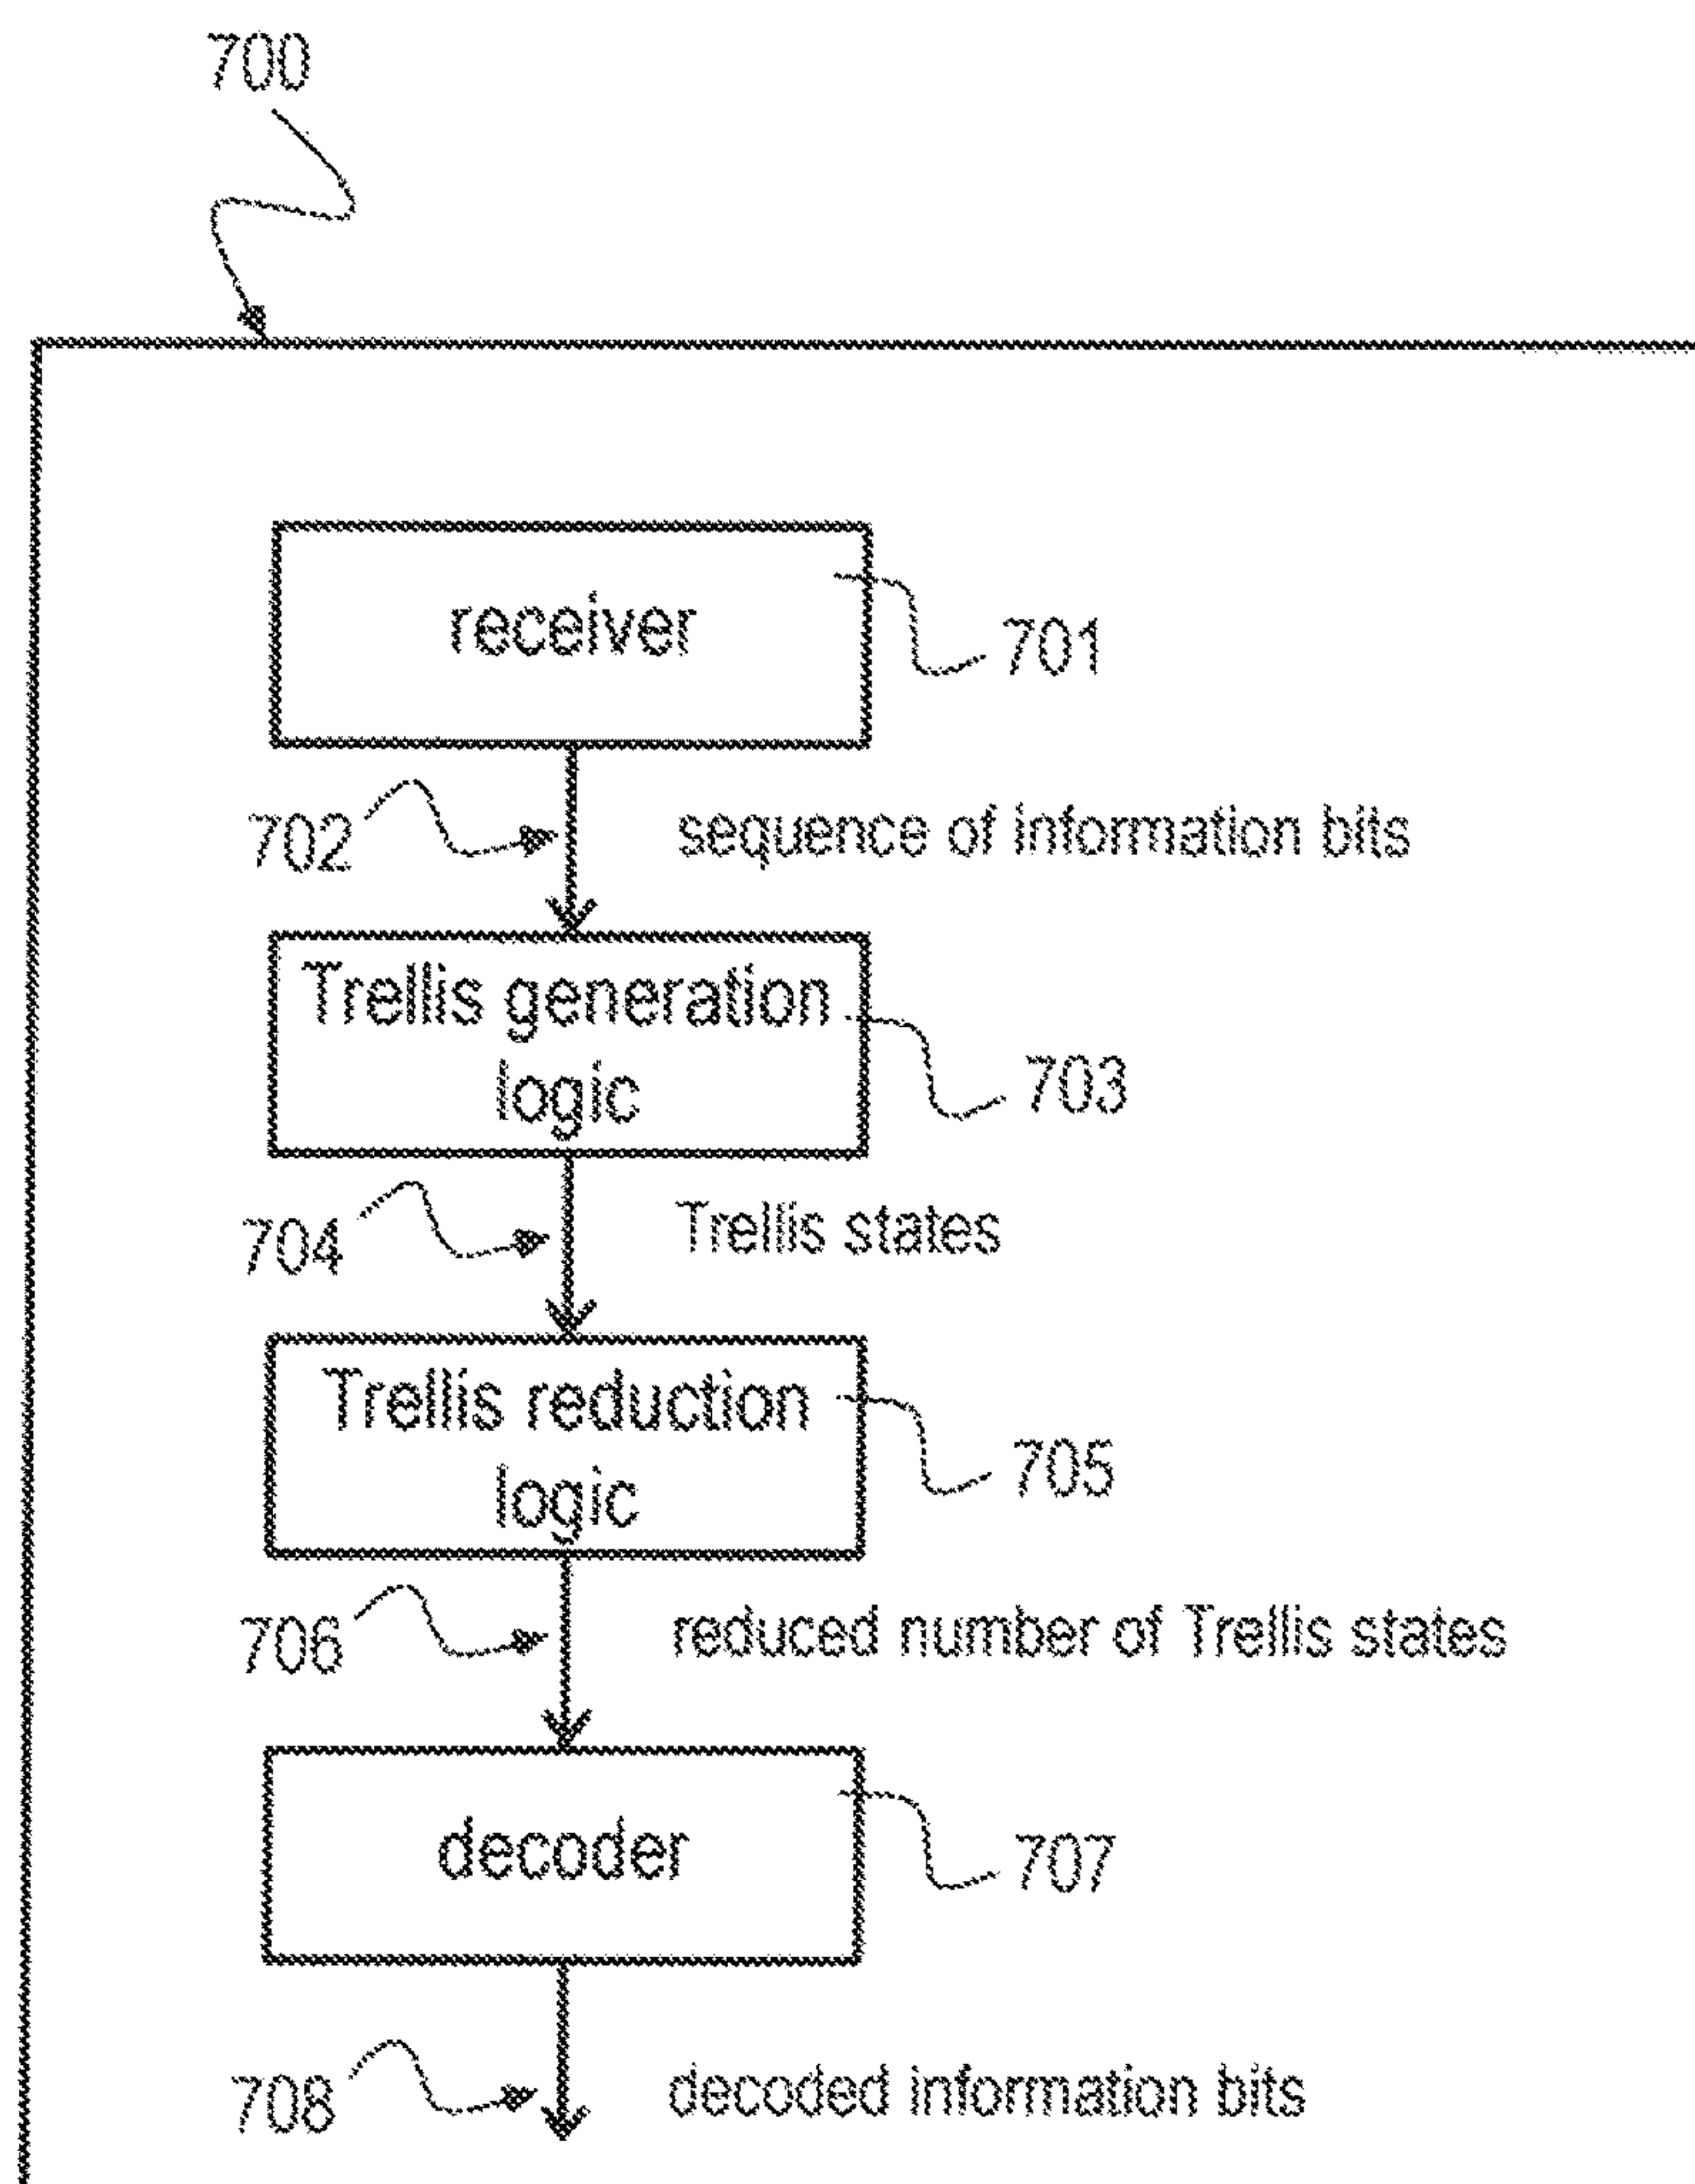 700
receiver
701
702
sequence of information bits
Trellis generation
logic
703
704
Trellis states
Trellis reduction
logic
705
706
reduced number of Trellis states
decoder
707
708
decoded information bits